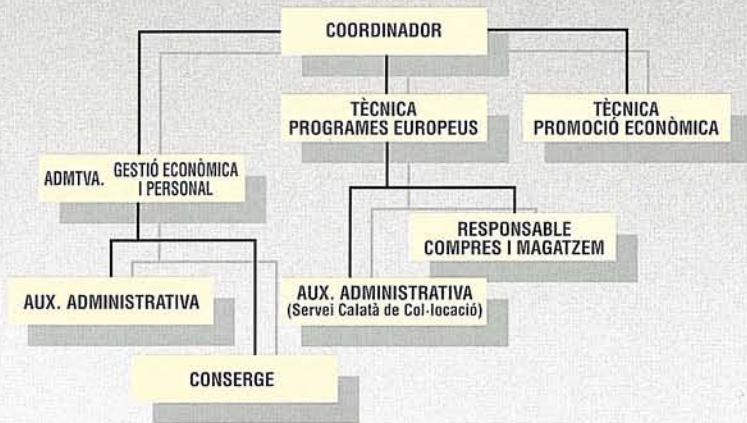 COORDINADOR
TÈCNICA
PROGRAMES EUROPEUS
TÈCNICA
PROMOCIÓ ECONÒMICA
ADMTVA. GESTIÓ ECONÒMICA
I PERSONAL
RESPONSABLE
COMPRES I MAGATZEM
AUX. ADMINISTRATIVA
AUX. ADMINISTRATIVA
(Servei Calatà de Col·locació)
CONSERGE